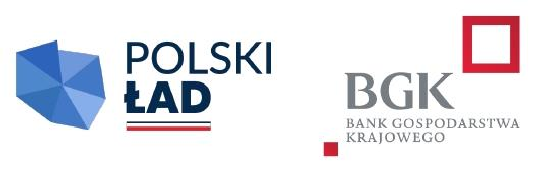 POLSKI
ŁAD
BGK
BANK GOSPODARSTWA
KRAJOWEGO